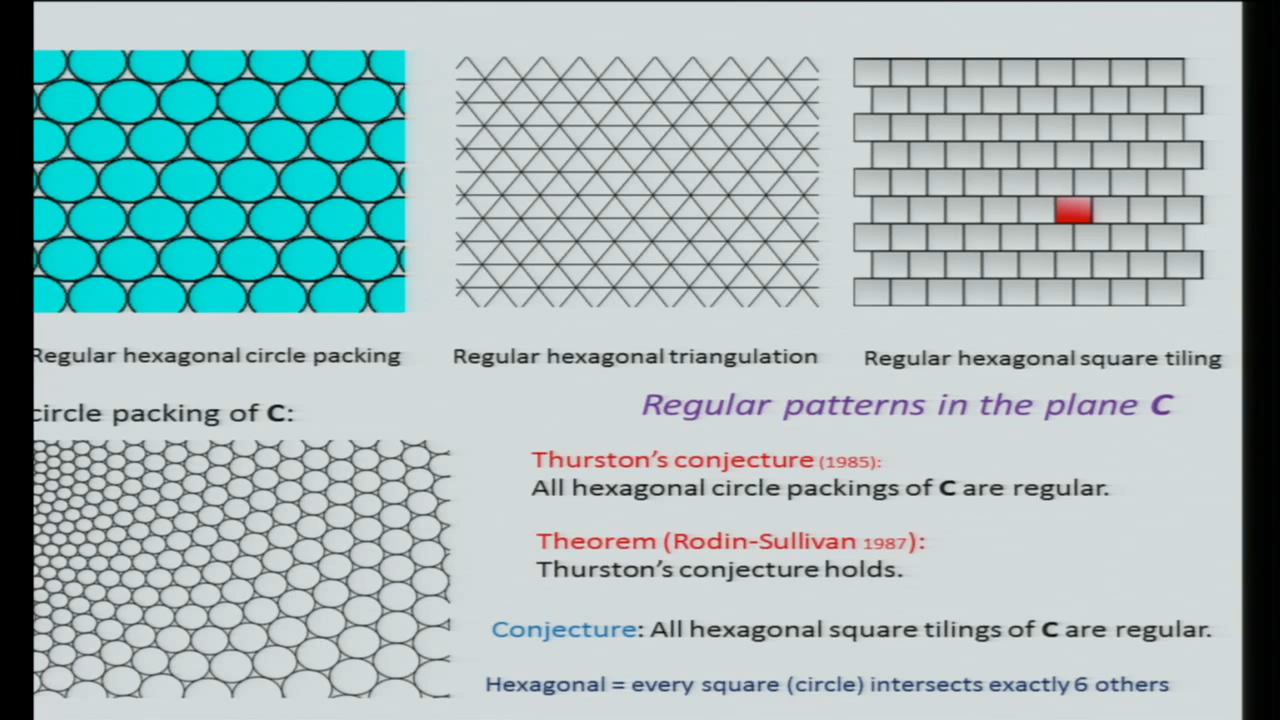 Regular hexagonal circle packing
Regular hexagonal triangulation
Regular hexagonal square tiling
circle packing of C:
Regular patterns in the plane C
Thurston's conjecture (1985):
All hexagonal circle packings of C are regular.
Theorem (Rodin-Sullivan 1987):
Thurston's conjecture holds.
Conjecture: All hexagonal square tilings of C are regular.
Hexagonal = every square (circle) intersects exactly 6 others